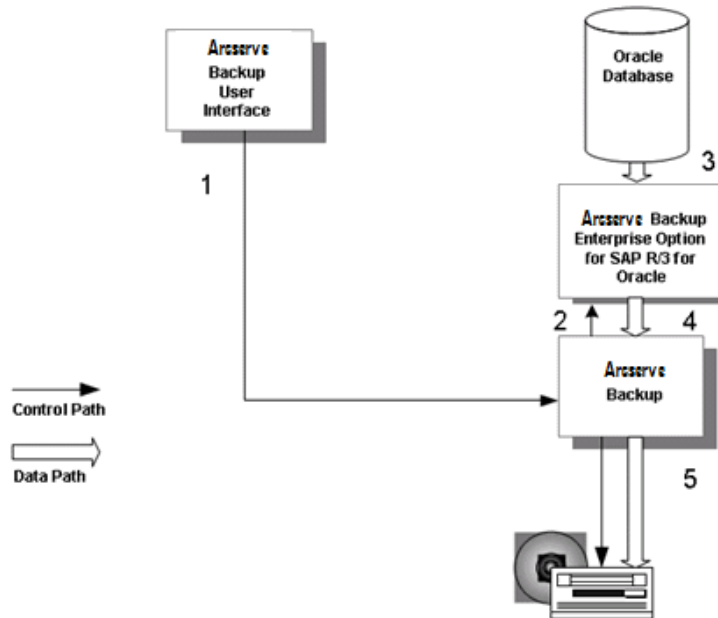 Arcserve
Backup
User
Interface
Oracle
Database
1
3
Arcserve Backup
Enterprise Option
for SAP R/3 for
Oracle
2
4
Arcserve
Backup
Control Path
5
Data Path